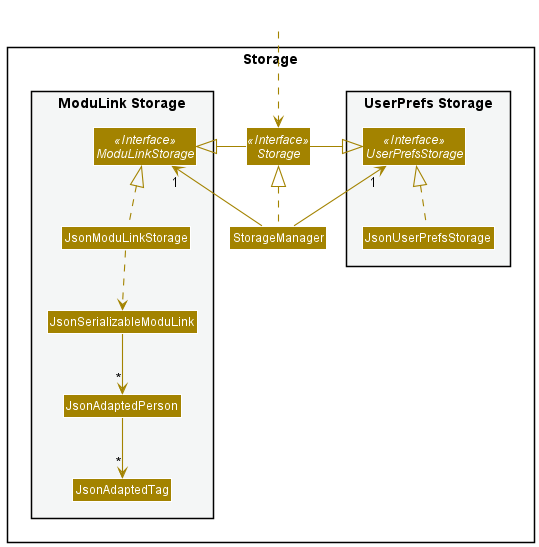 Storage
ModuLink Storage
UserPrefs Storage
«Interface»
ModuLinkStorage
«Interface»
Storage
«Interface»
UserPrefsStorage
1
1
JsonModuLinkStorage
StorageManager
JsonUserPrefsStorage
JsonSerializableModuLink
*
JsonAdaptedPerson
*
JsonAdaptedTag